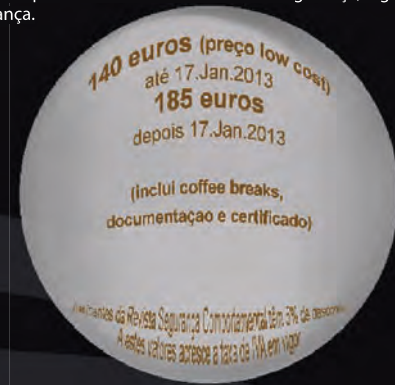 ança.
140 euros (preço low cost)
até 17.Jan.2013
185 euros
depois 17.Jan.2013
(inclui coffee breaks,
documentaçao e certificado)
da Revista Segurança Comportamental têm 5% de desconto
A estes valores acresce a taxa de IVA em vigor